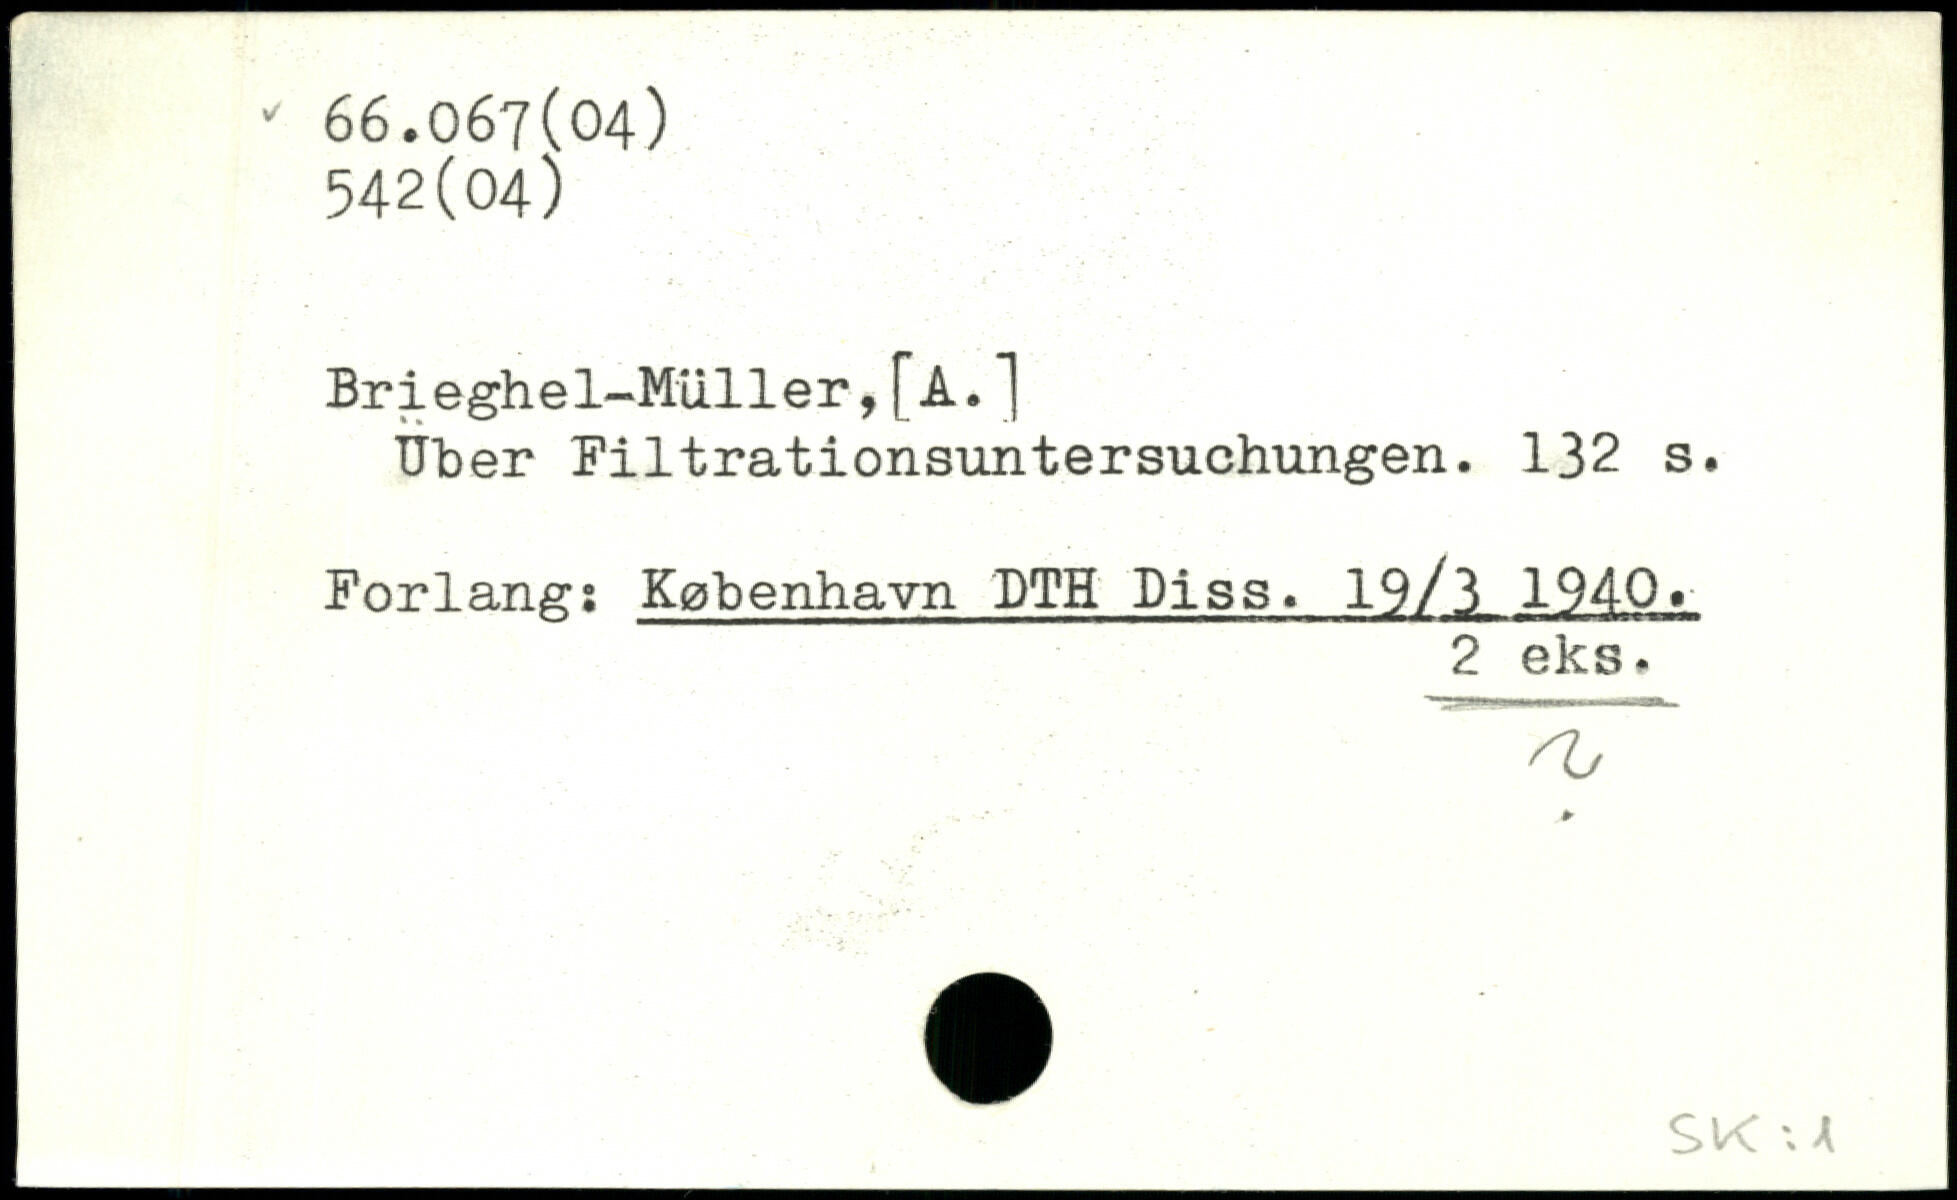 ✓ 66.067(04)
542(04)
Brieghel-Müller,[A.]
Über Filtrationsuntersuchungen. 132 s.
Forlang: København DTH Diss. 19/3 1940.
2 eks.
?
SK:1